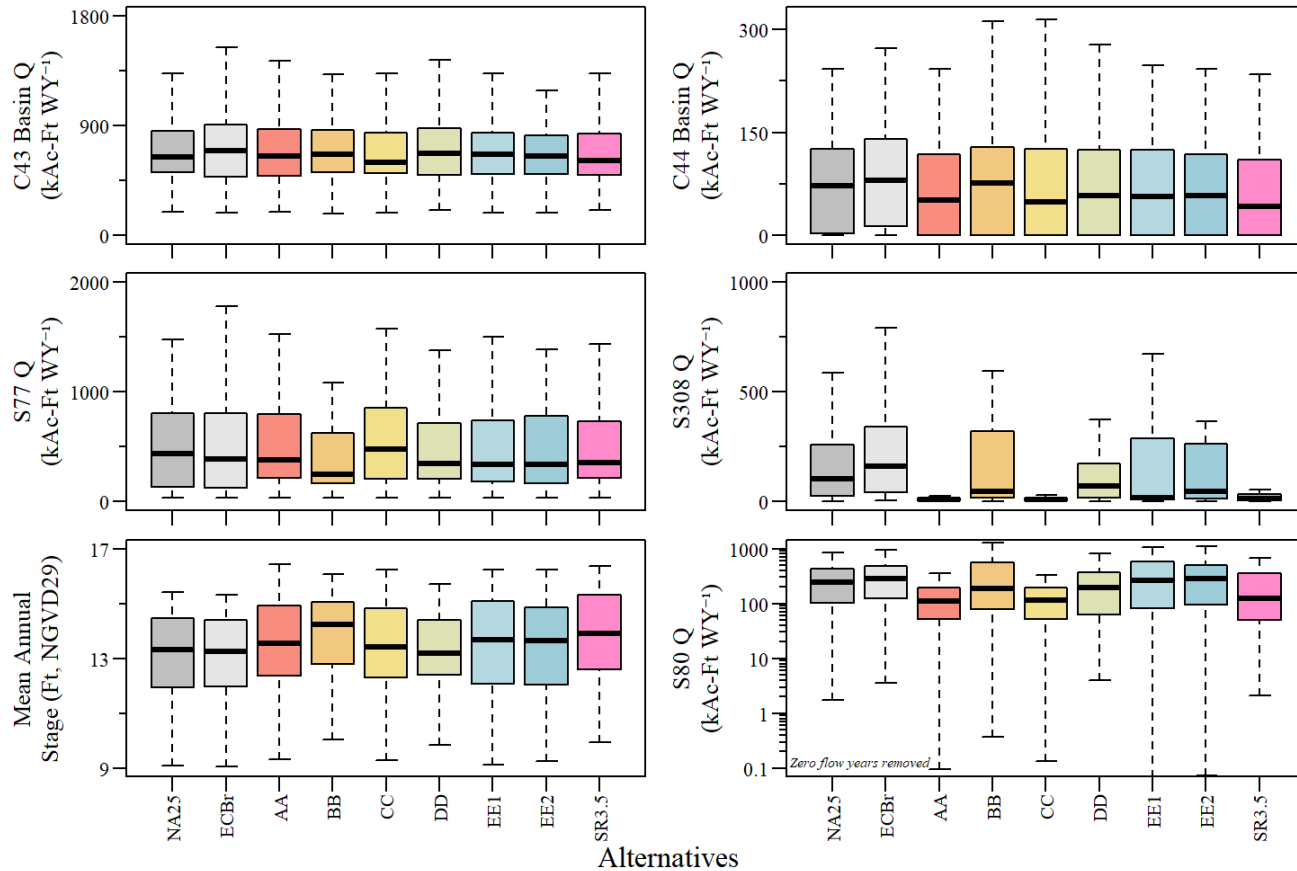 C43 Basin Q
(kAc-Ft WY⁻¹)
1800
900
0
C44 Basin Q
(kAc-Ft WY⁻¹)
300
150
0
S77 Q
(kAc-Ft WY⁻¹)
2000
1000
0
S308 Q
(kAc-Ft WY⁻¹)
1000
500
0
Mean Annual
Stage (Ft, NGVD29)
17
13
9
S80 Q
(kAc-Ft WY⁻¹)
1000
100
10
1
0.1
Zero flow years removed
NA25
ECBr
AA
BB
CC
DD
EE1
EE2
SR3.5
NA25
ECBr
AA
BB
CC
DD
EE1
EE2
SR3.5
Alternatives